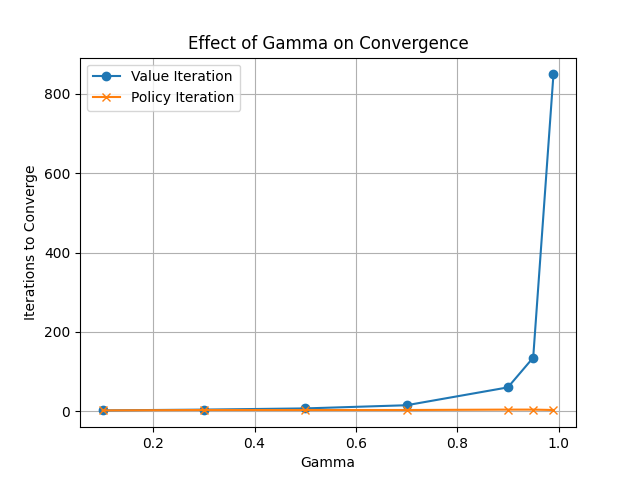 Effect of Gamma on Convergence
Value Iteration
Policy Iteration
Iterations to Converge
800
600
400
200
0
0.2 0.4 0.6 0.8 1.0
Gamma